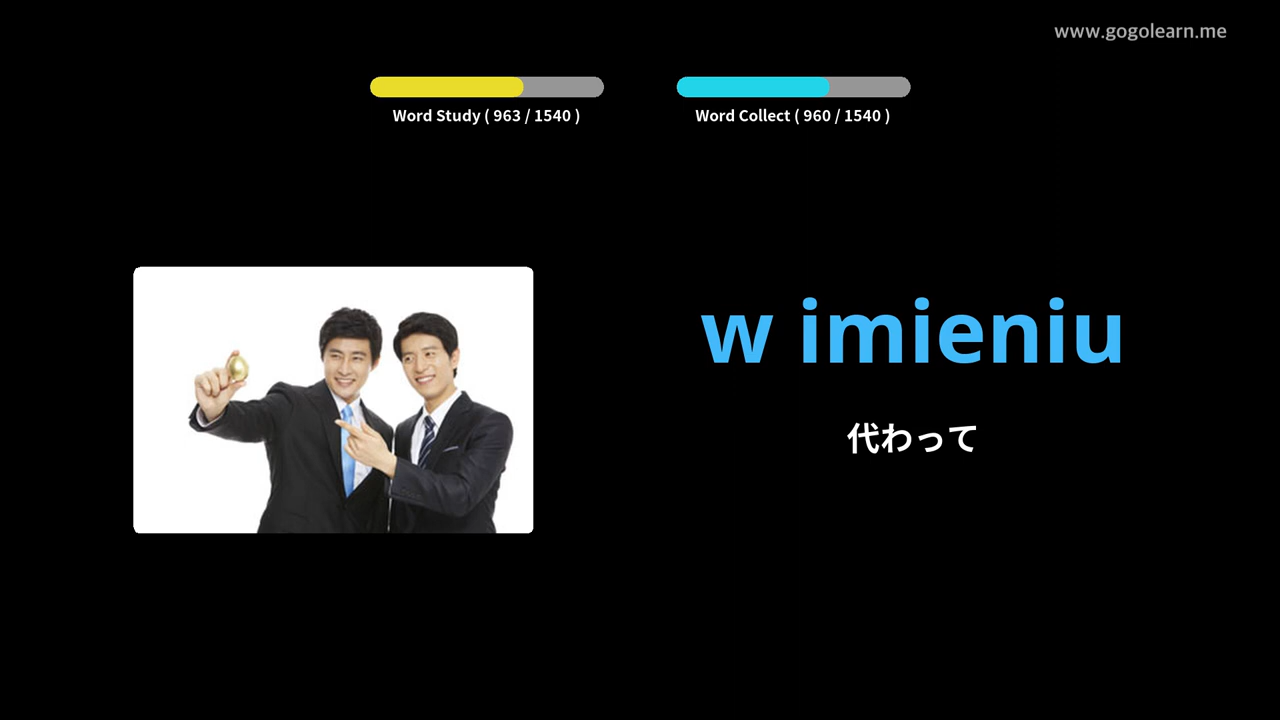 www.gogolearn.me
Word Study ( 963 / 1540 )
Word Collect ( 960 / 1540 )
w imieniu
代わって